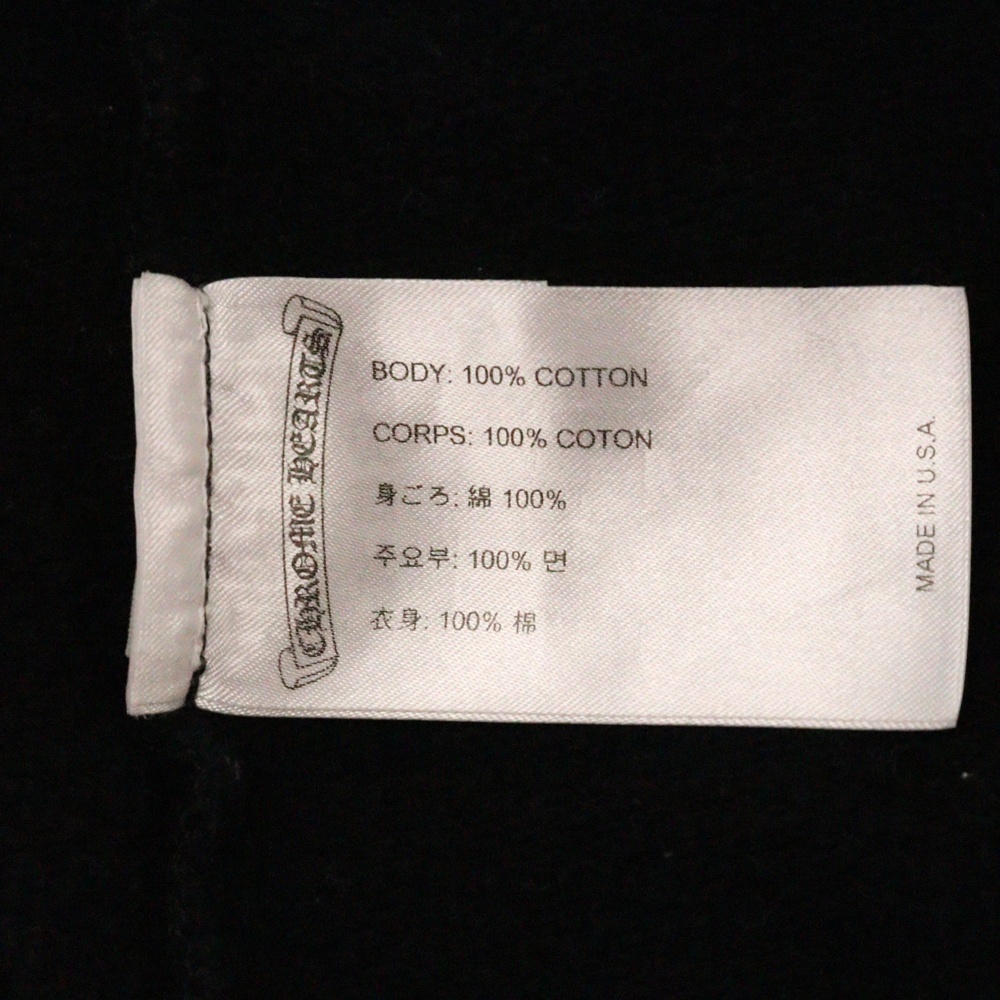 CHROME HEARTS
BODY: 100% COTTON
CORPS: 100% COTON
身ごろ: 綿 100%
주요부: 100% 면
衣身: 100% 棉
MADE IN U.S.A.